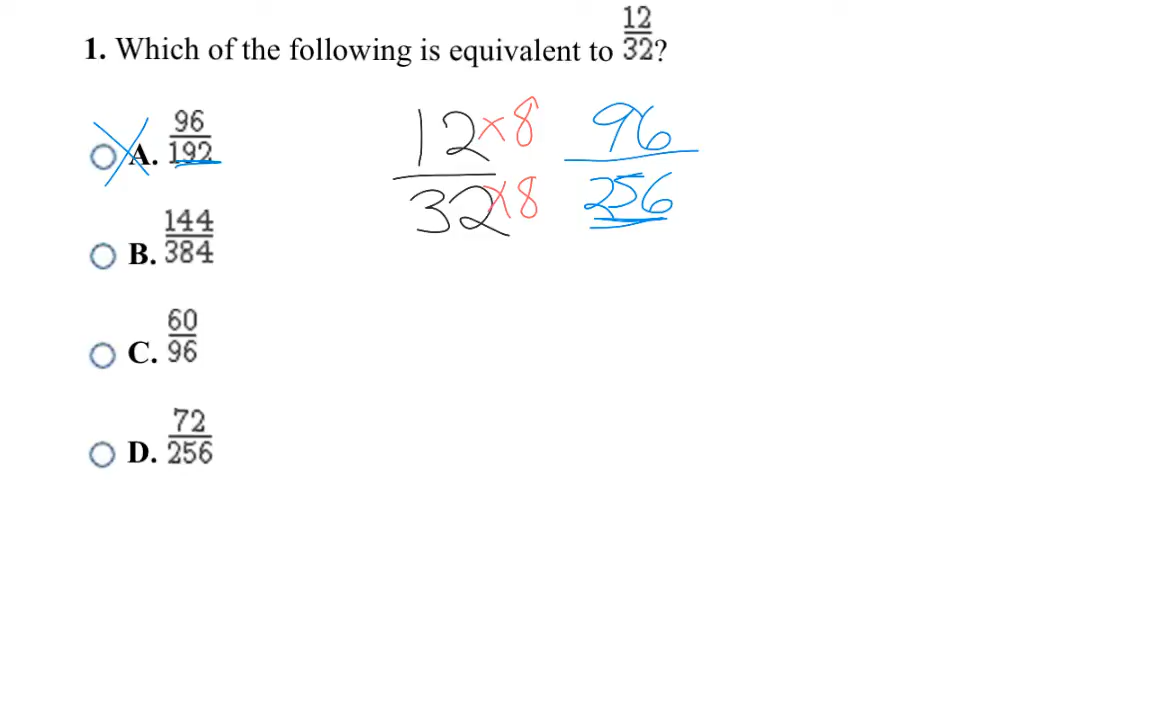 1. Which of the following is equivalent to 12/32?
A. 96/192
12×8/32×8 96/256
B. 144/384
C. 60/96
D. 72/256